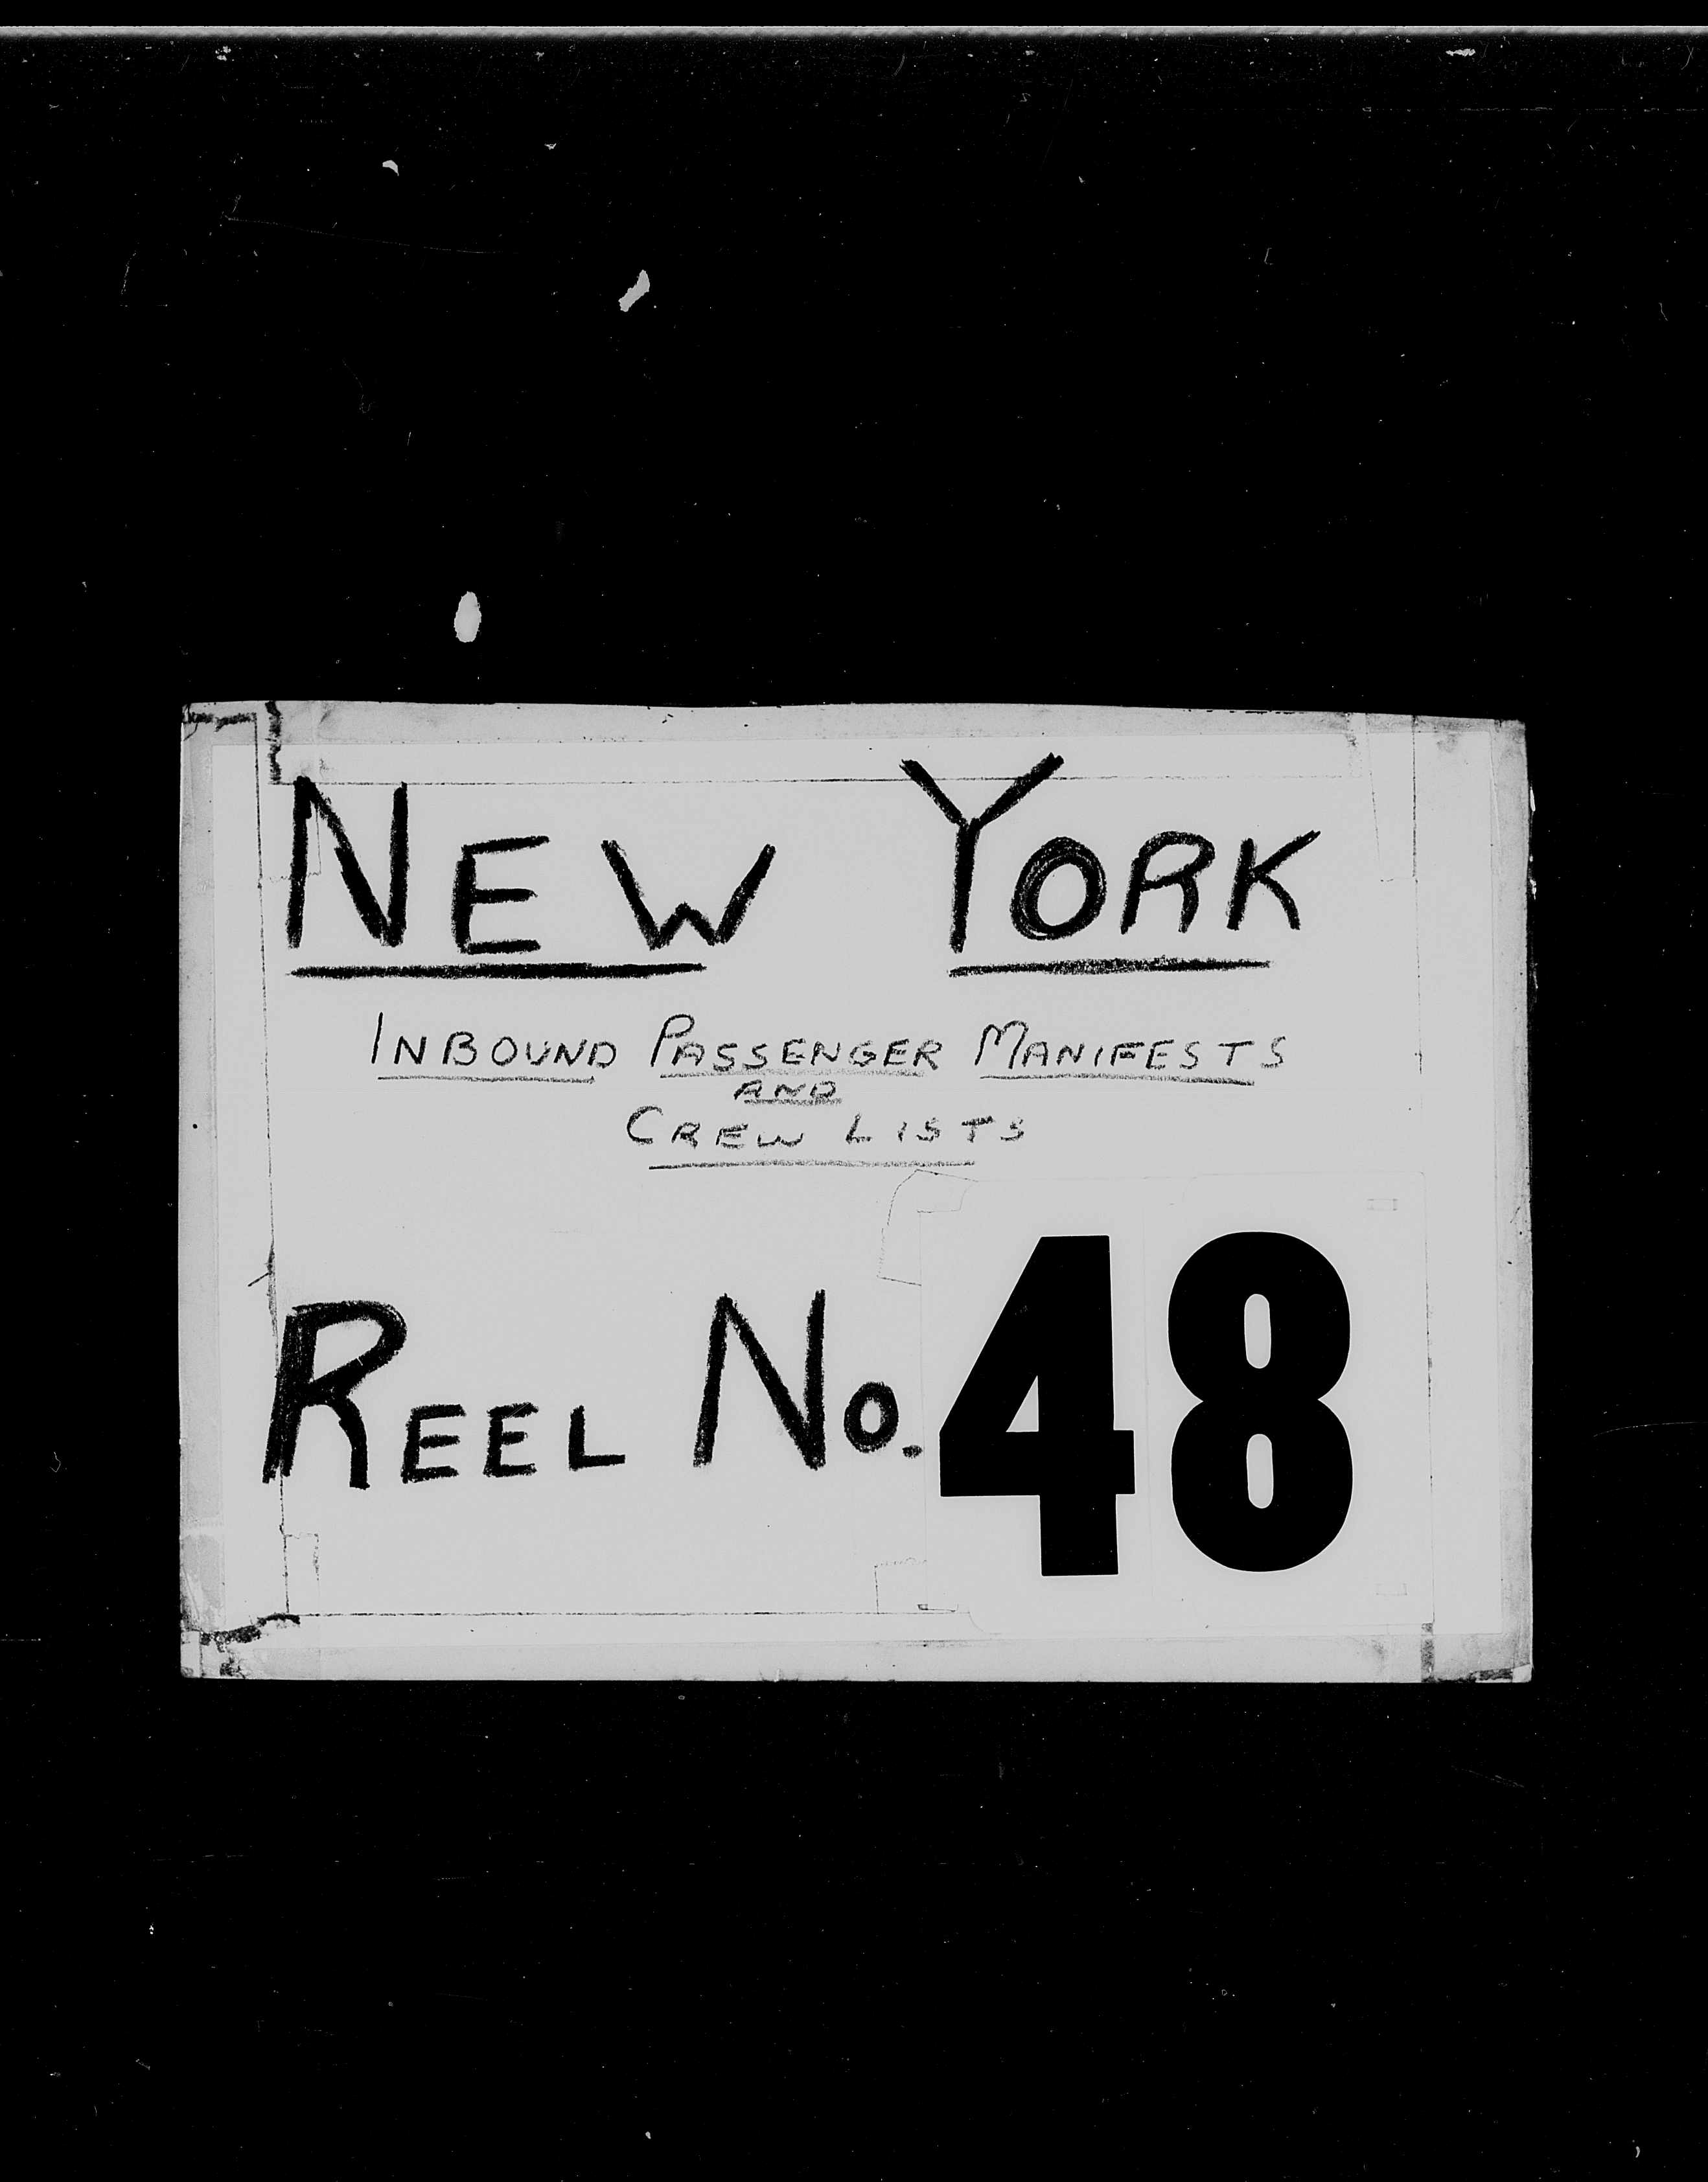 NEW YORK
INBOUND PASSENGER MANIFESTS
AND
CREW LISTS
REEL NO. 48